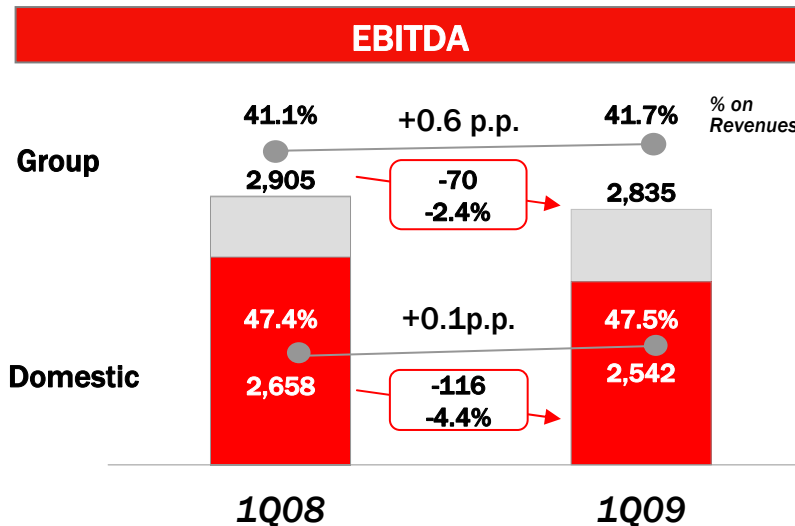 EBITDA
41.1%
+0.6 p.p.
41.7%
% on
Revenues
Group
2,905
-70
-2.4%
2,835
47.4%
+0.1p.p.
47.5%
Domestic
2,658
-116
-4.4%
2,542
1Q08
1Q09